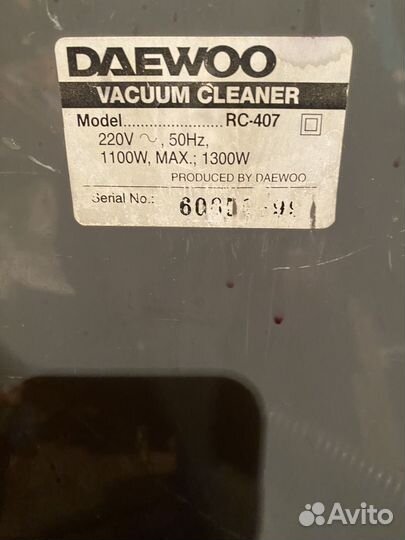 DAEWOO
VACUUM CLEANER
Model....................... RC-407
220V ~, 50Hz,
1100W, MAX.; 1300W
PRODUCED BY DAEWOO
Serial No.:
Avito